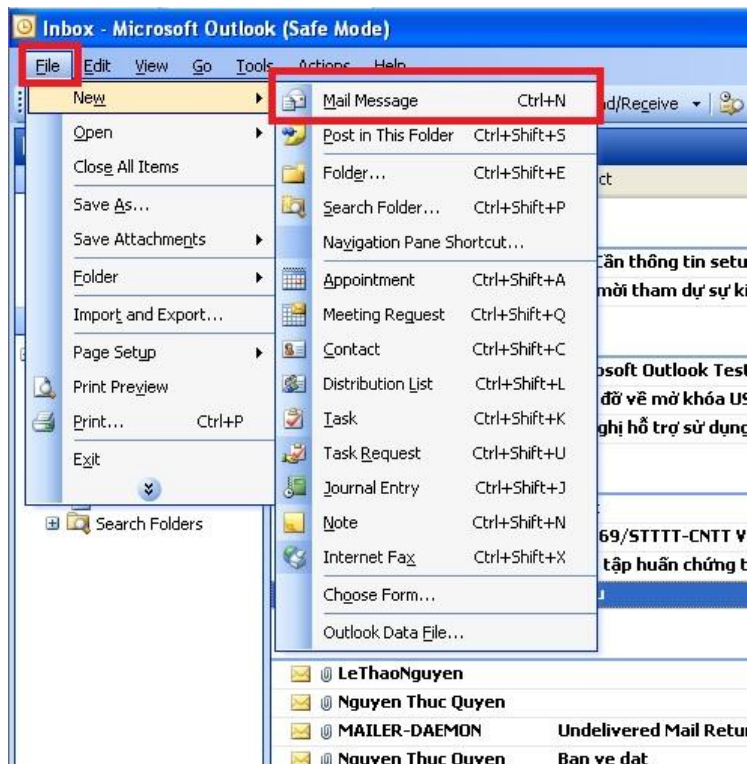 Inbox - Microsoft Outlook (Safe Mode)
File Edit View Go Tools Actions Help
New
Open
Close All Items
Save As...
Save Attachments
Folder
Import and Export...
Page Setup
Print Preview
Print... Ctrl+P
Exit
Search Folders
Mail Message Ctrl+N
Post in This Folder Ctrl+Shift+S
Folder... Ctrl+Shift+E
Search Folder... Ctrl+Shift+P
Navigation Pane Shortcut...
Appointment Ctrl+Shift+A
Meeting Request Ctrl+Shift+Q
Contact Ctrl+Shift+C
Distribution List Ctrl+Shift+L
Task Ctrl+Shift+K
Task Request Ctrl+Shift+U
Journal Entry Ctrl+Shift+J
Note Ctrl+Shift+N
Internet Fax Ctrl+Shift+X
Choose Form...
Outlook Data File...
d/Receive
ct
Cần thông tin setu
mời tham dự sự ki
osoft Outlook Test
đỡ về mở khóa US
ghị hỗ trợ sử dụng
69/STTTT-CNTT V
tập huấn chứng t
LeThaoNguyen
Nguyen Thuc Quyen
MAILER-DAEMON Undelivered Mail Retur
Nguyen Thuc Quyen Ban ve dat